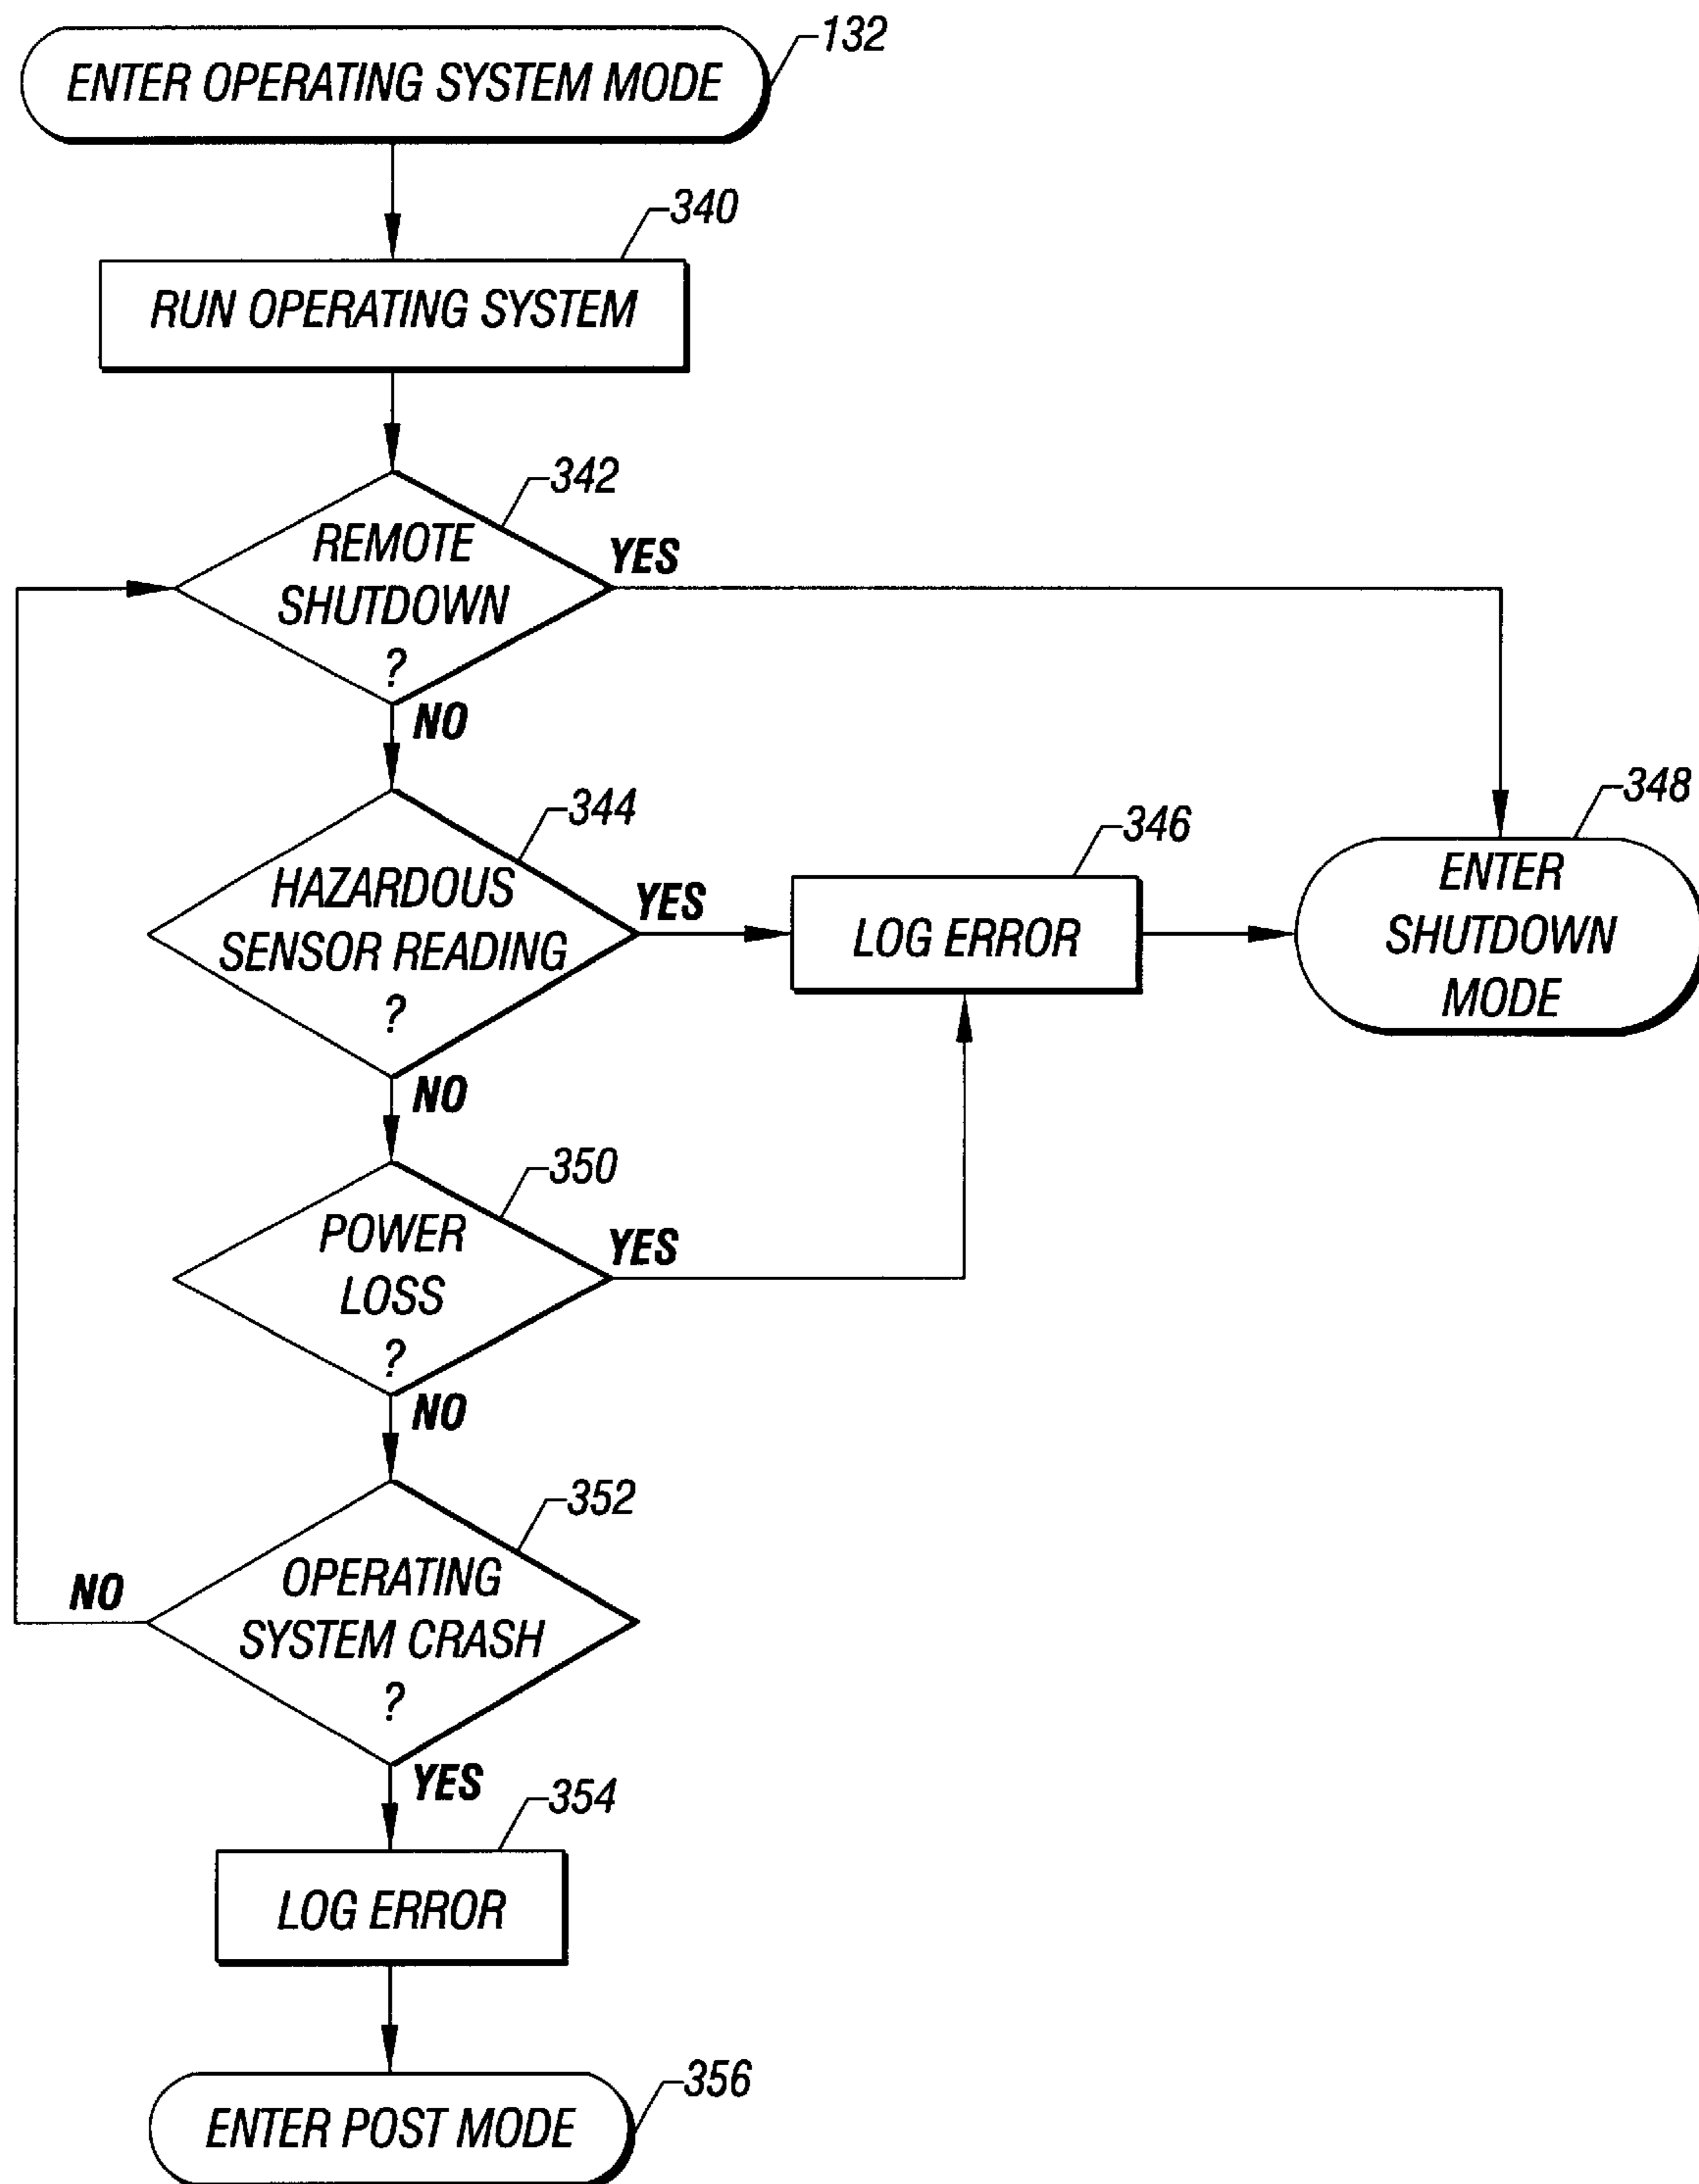 132
ENTER OPERATING SYSTEM MODE
340
RUN OPERATING SYSTEM
342
REMOTE
SHUTDOWN
?
YES
NO
344
HAZARDOUS
SENSOR READING
?
YES
346
LOG ERROR
348
ENTER
SHUTDOWN
MODE
NO
350
POWER
LOSS
?
YES
NO
352
OPERATING
SYSTEM CRASH
?
NO
YES
354
LOG ERROR
356
ENTER POST MODE